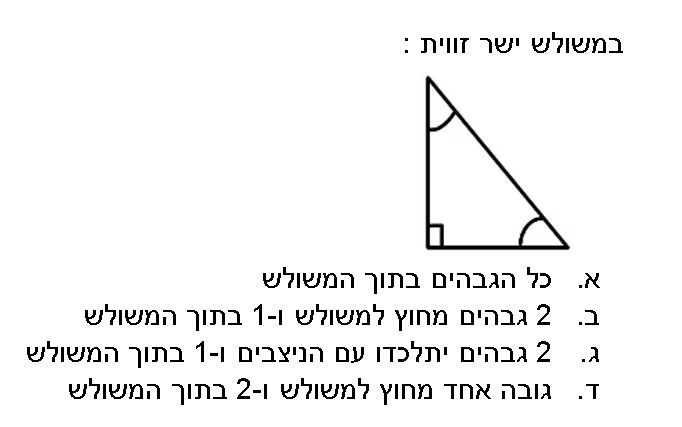 במשולש ישר זווית :
א. כל הגבהים בתוך המשולש
ב. 2 גבהים מחוץ למשולש ו-1 בתוך המשולש
ג. 2 גבהים יתלכדו עם הניצבים ו-1 בתוך המשולש
ד. גובה אחד מחוץ למשולש ו-2 בתוך המשולש